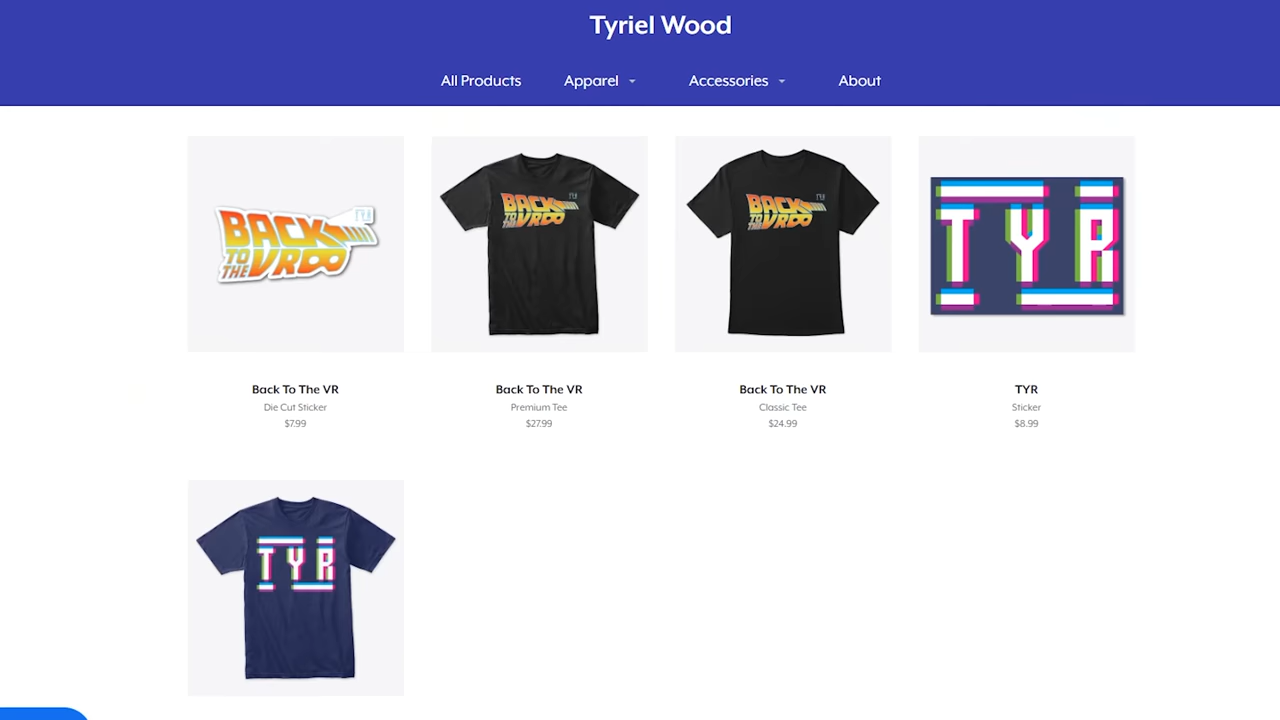 Tyriel Wood
All Products
Apparel
Accessories
About
BACK
TO
THE
VR
BACK
TO
THE
VR
BACK
TO
THE
VR
TYR
Back To The VR
Die Cut Sticker
$7.99
Back To The VR
Premium Tee
$27.99
Back To The VR
Classic Tee
$24.99
TYR
Sticker
$8.99
TYR